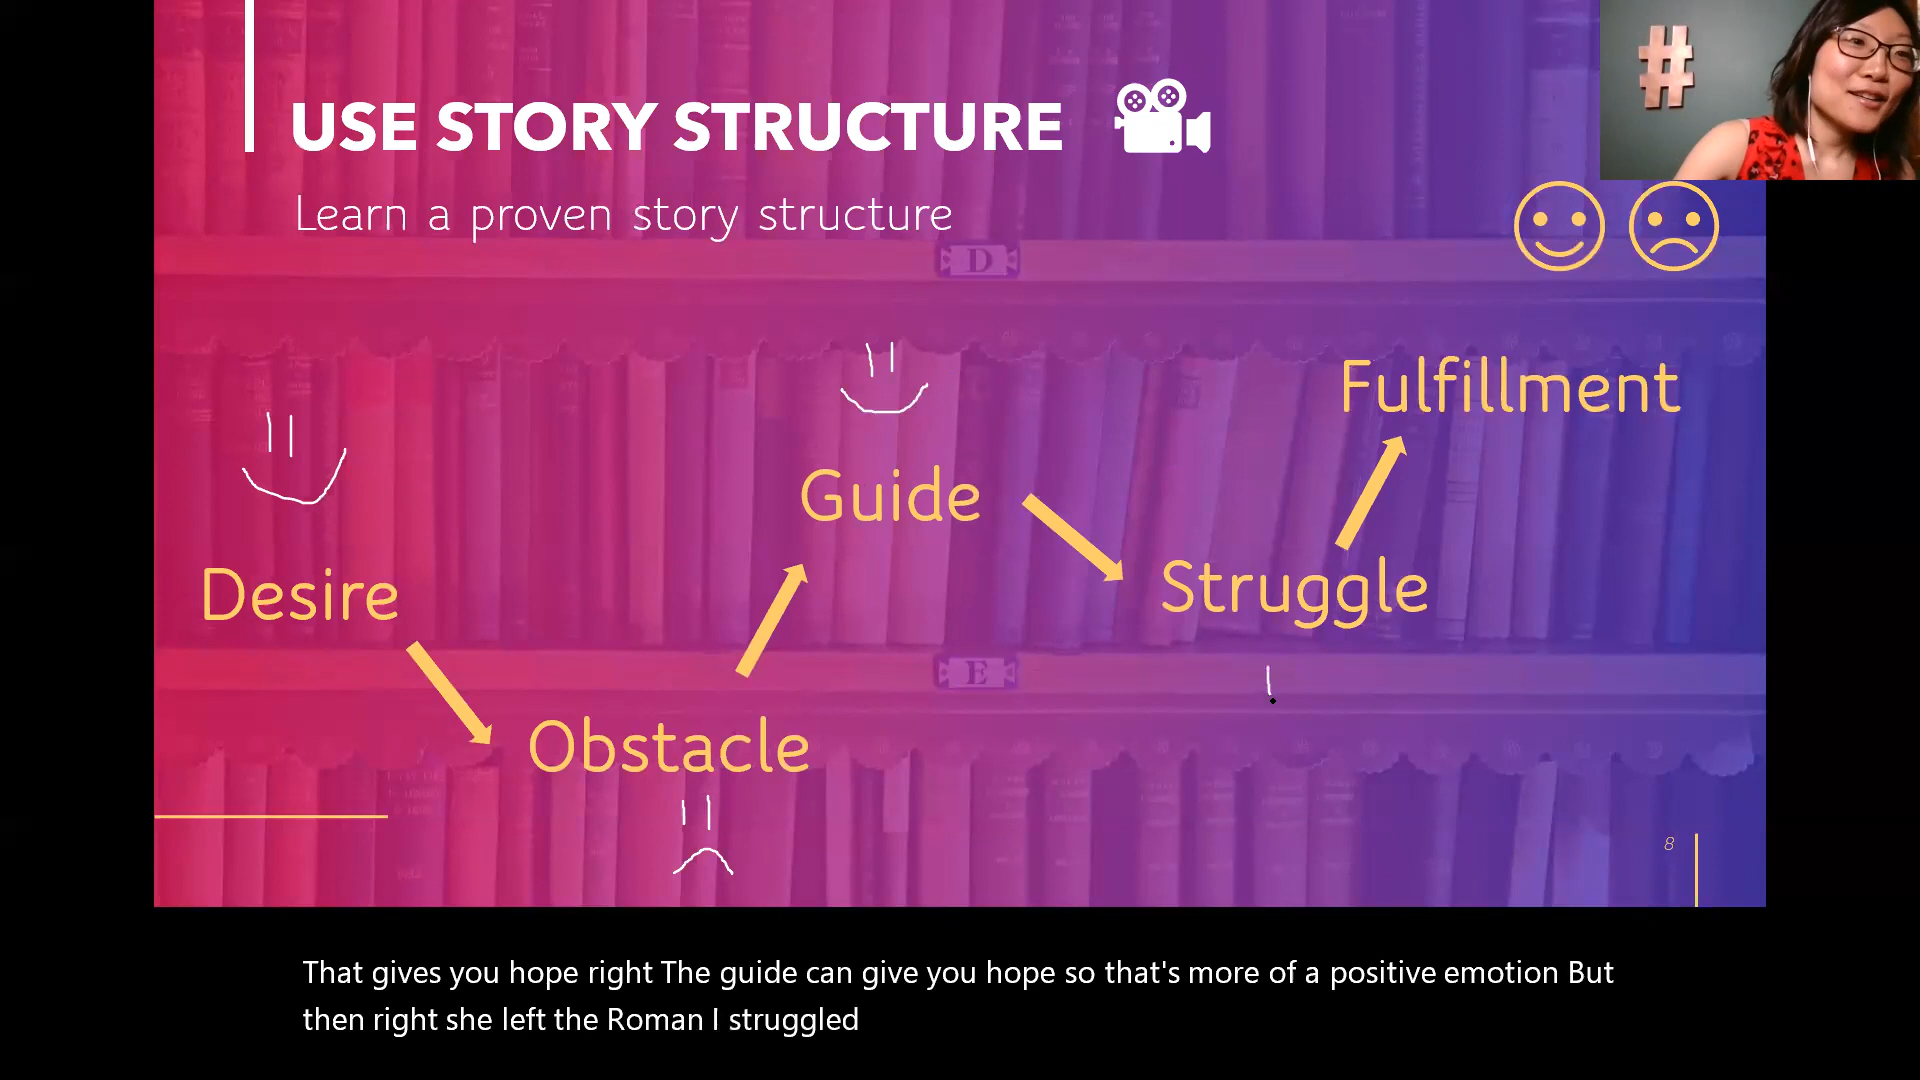 USE STORY STRUCTURE
#
Learn a proven story structure
D
Fulfillment
Guide
Desire
Struggle
E
Obstacle
8
That gives you hope right The guide can give you hope so that's more of a positive emotion But
then right she left the Roman I struggled